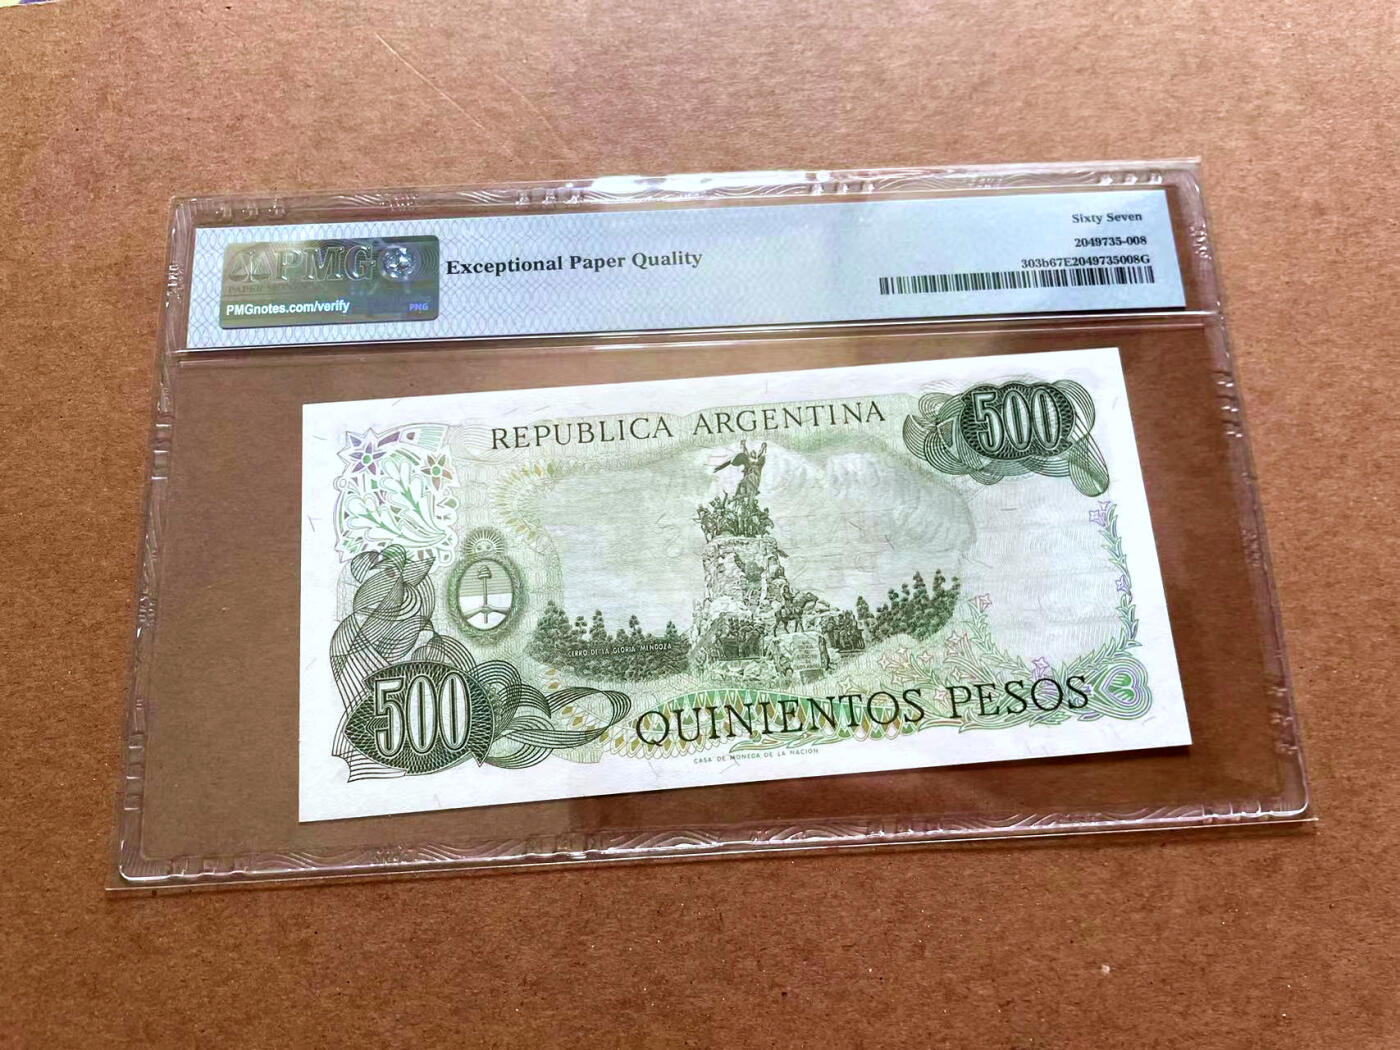 PMG
PMGnotes.com/verify
PNG
Exceptional Paper Quality
Sixty Seven
2049735-008
303b67E2049735008G
REPUBLICA ARGENTINA
500
CERRO DE LA GLORIA-MENDOZA
500
QUINIENTOS PESOS
CASA DE MONEDA DE LA NACION